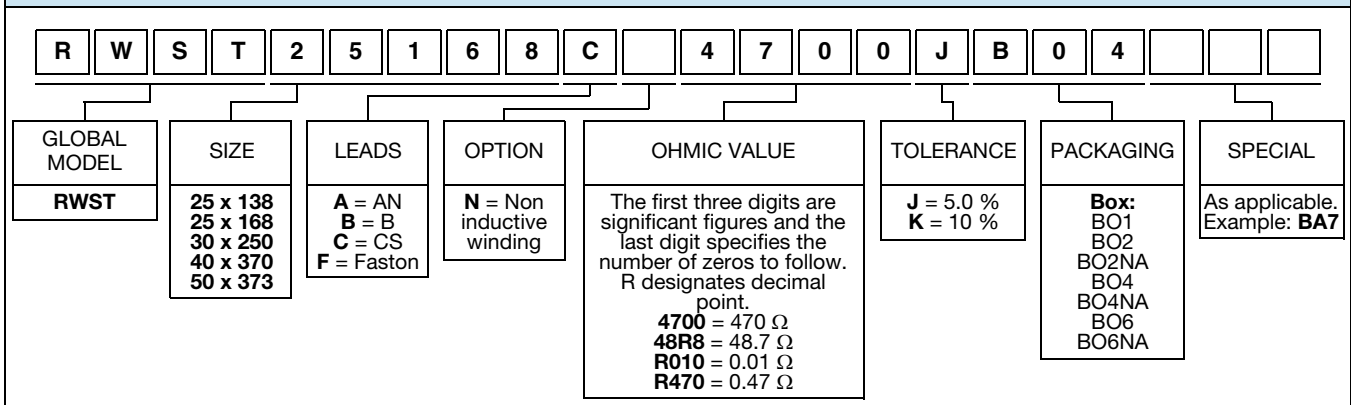 R W S T 2 5 1 6 8 C 4 7 0 0 J B 0 4
GLOBAL
MODEL
RWST
SIZE
25 x 138
25 x 168
30 x 250
40 x 370
50 x 373
LEADS
A = AN
B = B
C = CS
F = Faston
OPTION
N = Non
inductive
winding
OHMIC VALUE
The first three digits are
significant figures and the
last digit specifies the
number of zeros to follow.
R designates decimal
point.
4700 = 470 Ω
48R8 = 48.7 Ω
R010 = 0.01 Ω
R470 = 0.47 Ω
TOLERANCE
J = 5.0 %
K = 10 %
PACKAGING
Box:
BO1
BO2
BO2NA
BO4
BO4NA
BO6
BO6NA
SPECIAL
As applicable.
Example: BA7